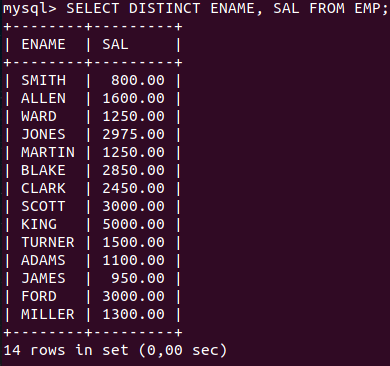 mysql> SELECT DISTINCT ENAME, SAL FROM EMP;
+--------+---------+
| ENAME  | SAL     |
+--------+---------+
| SMITH  |  800.00 |
| ALLEN  | 1600.00 |
| WARD   | 1250.00 |
| JONES  | 2975.00 |
| MARTIN | 1250.00 |
| BLAKE  | 2850.00 |
| CLARK  | 2450.00 |
| SCOTT  | 3000.00 |
| KING   | 5000.00 |
| TURNER | 1500.00 |
| ADAMS  | 1100.00 |
| JAMES  |  950.00 |
| FORD   | 3000.00 |
| MILLER | 1300.00 |
+--------+---------+
14 rows in set (0,00 sec)